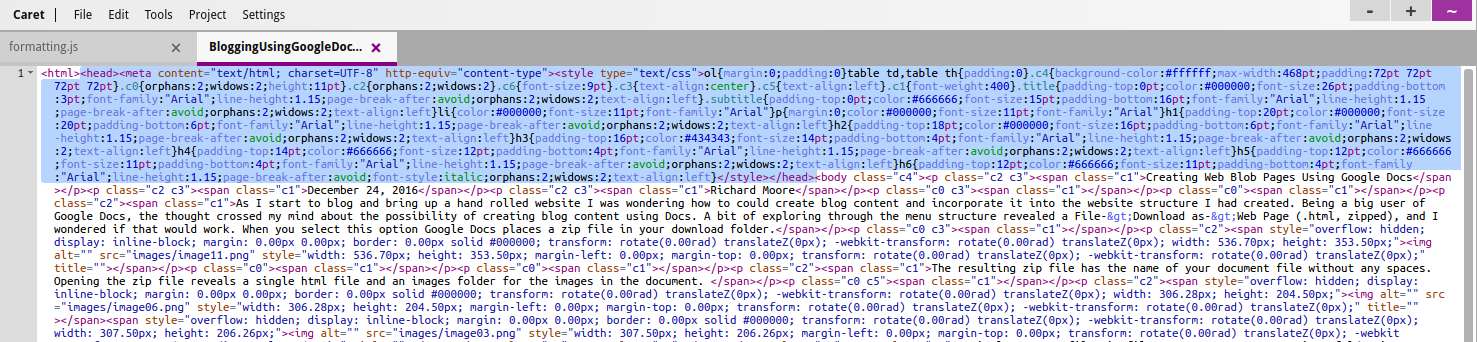 Caret File Edit Tools Project Settings - + ~
formatting.js × BloggingUsingGoogleDoc... ×
1 <html><head><meta content="text/html; charset=UTF-8" http-equiv="content-type"><style type="text/css">ol{margin:0;padding:0}table td,table th{padding:0}.c4{background-color:#ffffff;max-width:468pt;padding:72pt 72pt
72pt 72pt}.c0{orphans:2;widows:2;height:11pt}.c2{orphans:2;widows:2}.c6{font-size:9pt}.c3{text-align:center}.c5{text-align:left}.c1{font-weight:400}.title{padding-top:0pt;color:#000000;font-size:26pt;padding-bottom
:3pt;font-family:"Arial";line-height:1.15;page-break-after:avoid;orphans:2;widows:2;text-align:left}.subtitle{padding-top:0pt;color:#666666;font-size:15pt;padding-bottom:16pt;font-family:"Arial";line-height:1.15
;page-break-after:avoid;orphans:2;widows:2;text-align:left}li{color:#000000;font-size:11pt;font-family:"Arial"}p{margin:0;color:#000000;font-size:11pt;font-family:"Arial"}h1{padding-top:20pt;color:#000000;font-size
:20pt;padding-bottom:6pt;font-family:"Arial";line-height:1.15;page-break-after:avoid;orphans:2;widows:2;text-align:left}h2{padding-top:18pt;color:#000000;font-size:16pt;padding-bottom:6pt;font-family:"Arial";line
-height:1.15;page-break-after:avoid;orphans:2;widows:2;text-align:left}h3{padding-top:16pt;color:#434343;font-size:14pt;padding-bottom:4pt;font-family:"Arial";line-height:1.15;page-break-after:avoid;orphans:2;widows
:2;text-align:left}h4{padding-top:14pt;color:#666666;font-size:12pt;padding-bottom:4pt;font-family:"Arial";line-height:1.15;page-break-after:avoid;orphans:2;widows:2;text-align:left}h5{padding-top:12pt;color:#666666
;font-size:11pt;padding-bottom:4pt;font-family:"Arial";line-height:1.15;page-break-after:avoid;orphans:2;widows:2;text-align:left}h6{padding-top:12pt;color:#666666;font-size:11pt;padding-bottom:4pt;font-family
:"Arial";line-height:1.15;page-break-after:avoid;font-style:italic;orphans:2;widows:2;text-align:left}</style></head><body class="c4"><p class="c2 c3"><span class="c1">Creating Web Blob Pages Using Google Docs</span
></p><p class="c2 c3"><span class="c1">December 24, 2016</span></p><p class="c2 c3"><span class="c1">Richard Moore</span></p><p class="c0 c3"><span class="c1"></span></p><p class="c0"><span class="c1"></span></p><p
class="c2"><span class="c1">As I start to blog and bring up a hand rolled website I was wondering how to could create blog content and incorporate it into the website structure I had created. Being a big user of
Google Docs, the thought crossed my mind about the possibility of creating blog content using Docs. A bit of exploring through the menu structure revealed a File-&gt;Download as-&gt;Web Page (.html, zipped), and I
wondered if that would work. When you select this option Google Docs places a zip file in your download folder.</span></p><p class="c0 c3"><span class="c1"></span></p><p class="c2"><span style="overflow: hidden;
display: inline-block; margin: 0.00px 0.00px; border: 0.00px solid #000000; transform: rotate(0.00rad) translateZ(0px); -webkit-transform: rotate(0.00rad) translateZ(0px); width: 536.70px; height: 353.50px;"><img
alt="" src="images/image11.png" style="width: 536.70px; height: 353.50px; margin-left: 0.00px; margin-top: 0.00px; transform: rotate(0.00rad) translateZ(0px); -webkit-transform: rotate(0.00rad) translateZ(0px);"
title=""></span></p><p class="c0"><span class="c1"></span></p><p class="c0"><span class="c1"></span></p><p class="c2"><span class="c1">The resulting zip file has the name of your document file without any spaces.
Opening the zip file reveals a single html file and an images folder for the images in the document. </span></p><p class="c0 c5"><span class="c1"></span></p><p class="c2"><span style="overflow: hidden; display:
inline-block; margin: 0.00px 0.00px; border: 0.00px solid #000000; transform: rotate(0.00rad) translateZ(0px); -webkit-transform: rotate(0.00rad) translateZ(0px); width: 306.28px; height: 204.50px;"><img alt="" src
="images/image06.png" style="width: 306.28px; height: 204.50px; margin-left: 0.00px; margin-top: 0.00px; transform: rotate(0.00rad) translateZ(0px); -webkit-transform: rotate(0.00rad) translateZ(0px);" title=""
></span><span style="overflow: hidden; display: inline-block; margin: 0.00px 0.00px; border: 0.00px solid #000000; transform: rotate(0.00rad) translateZ(0px); -webkit-transform: rotate(0.00rad) translateZ(0px);
width: 307.50px; height: 206.26px;"><img alt="" src="images/image03.png" style="width: 307.50px; height: 206.26px; margin-left: 0.00px; margin-top: 0.00px; transform: rotate(0.00rad) translateZ(0px); -webkit